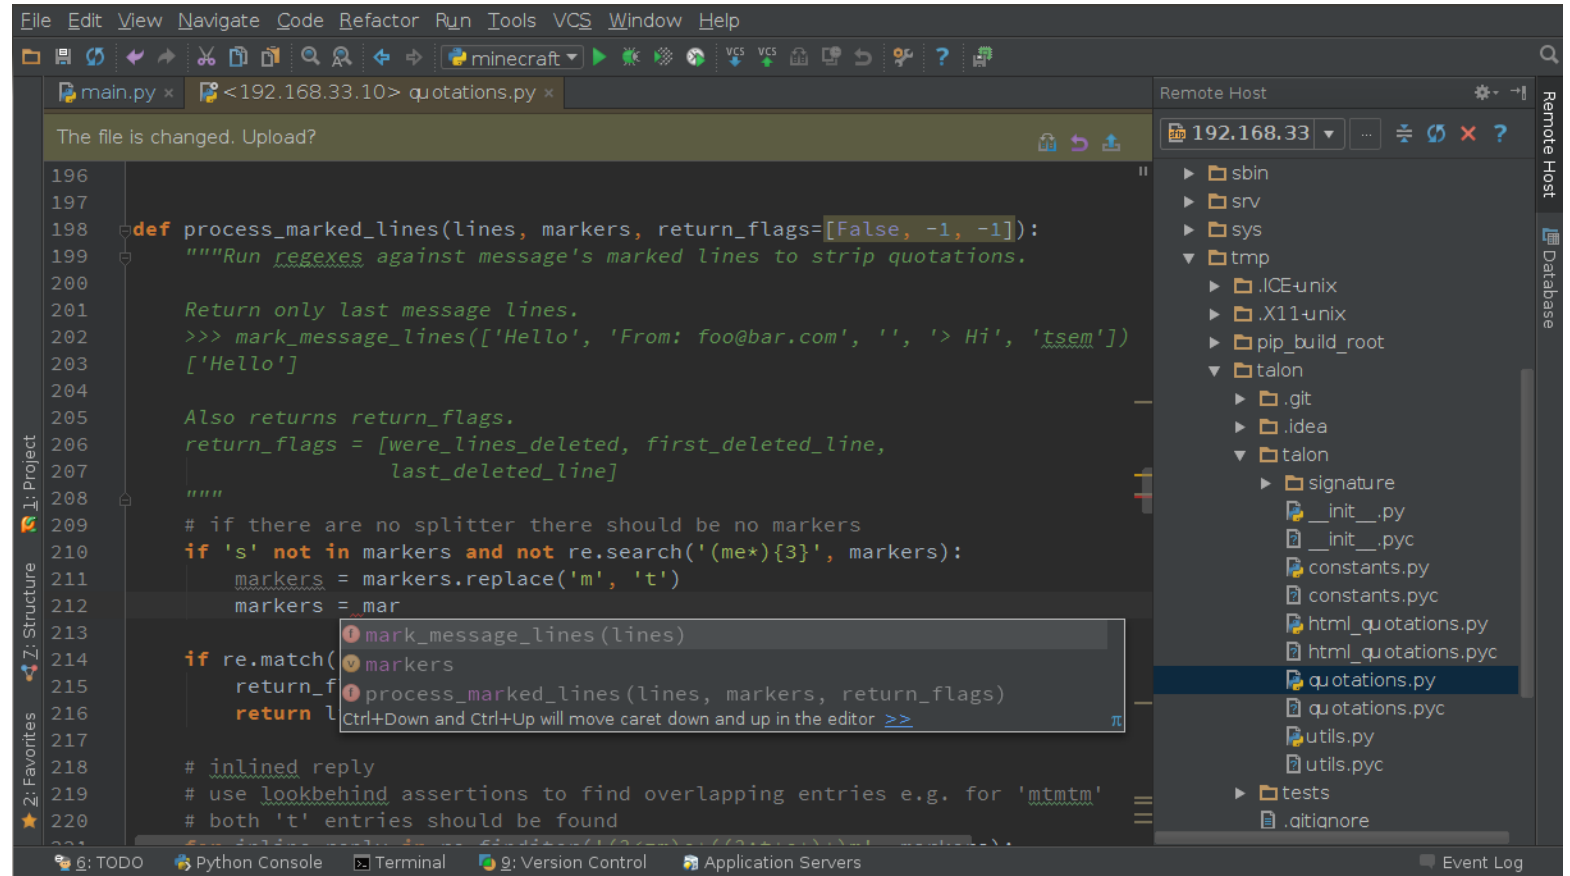 File Edit View Navigate Code Refactor Run Tools VCS Window Help
minecraft VCS VCS
main.py × <192.168.33.10> quotations.py ×
Remote Host
The file is changed. Upload?
192.168.33 ...
196
197
198 def process_marked_lines(lines, markers, return_flags=[False, -1, -1]):
199 """Run regexes against message's marked lines to strip quotations.
200
201 Return only last message lines.
202 >>> mark_message_lines(['Hello', 'From: foo@bar.com', '', '> Hi', 'tsem'])
203 ['Hello']
204
205 Also returns return_flags.
206 return_flags = [were_lines_deleted, first_deleted_line,
207 last_deleted_line]
208 """
209 # if there are no splitter there should be no markers
210 if 's' not in markers and not re.search('(me*){3}', markers):
211 markers = markers.replace('m', 't')
212 markers = mar
213
214 if re.match(
215 return_f
216 return l
217
218 # inlined reply
219 # use lookbehind assertions to find overlapping entries e.g. for 'mtmtm'
220 # both 't' entries should be found
mark_message_lines(lines)
markers
process_marked_lines(lines, markers, return_flags)
Ctrl+Down and Ctrl+Up will move caret down and up in the editor >> π
sbin
srv
sys
tmp
.ICE-unix
.X11-unix
pip_build_root
talon
.git
.idea
talon
signature
__init__.py
__init__.pyc
constants.py
constants.pyc
html_quotations.py
html_quotations.pyc
quotations.py
quotations.pyc
utils.py
utils.pyc
tests
.gitignore
Remote Host
Database
1: Project
7: Structure
2: Favorites
6: TODO Python Console Terminal 9: Version Control Application Servers Event Log